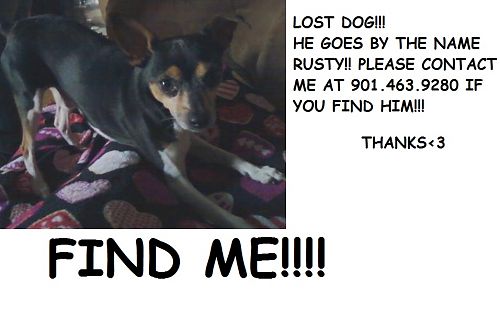 LOST DOG!!!
HE GOES BY THE NAME
RUSTY!! PLEASE CONTACT
ME AT 901.463.9280 IF
YOU FIND HIM!!!
THANKS<3
FIND ME!!!!